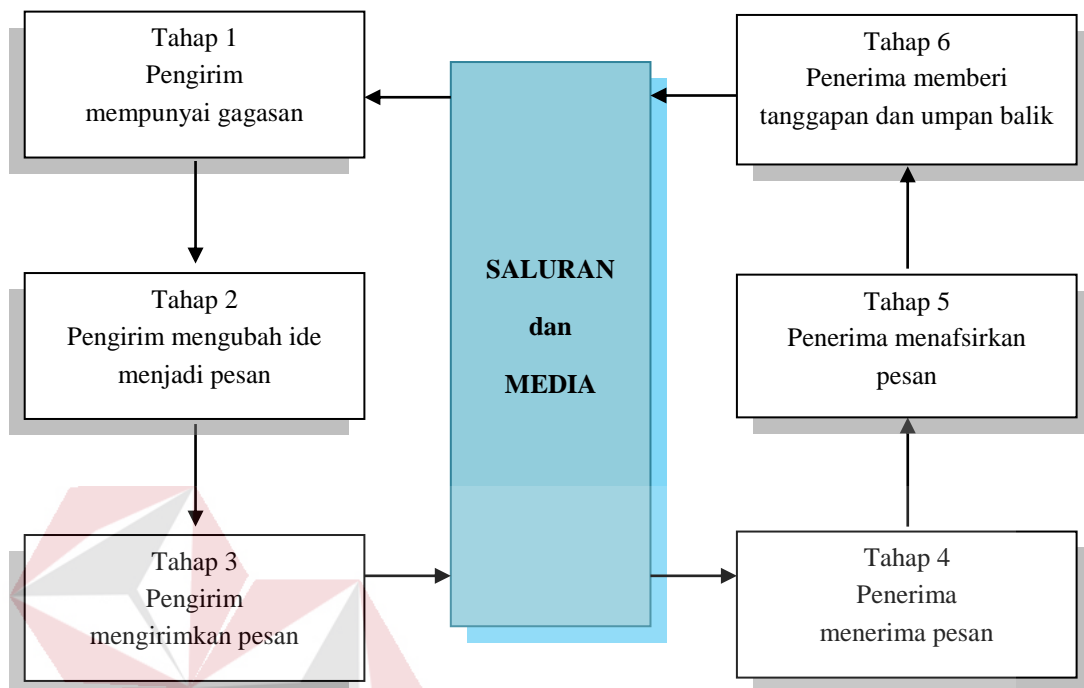 Tahap 1
Pengirim
mempunyai gagasan
Tahap 2
Pengirim mengubah ide
menjadi pesan
Tahap 3
Pengirim
mengirimkan pesan
SALURAN
dan
MEDIA
Tahap 4
Penerima
menerima pesan
Tahap 5
Penerima menafsirkan
pesan
Tahap 6
Penerima memberi
tanggapan dan umpan balik